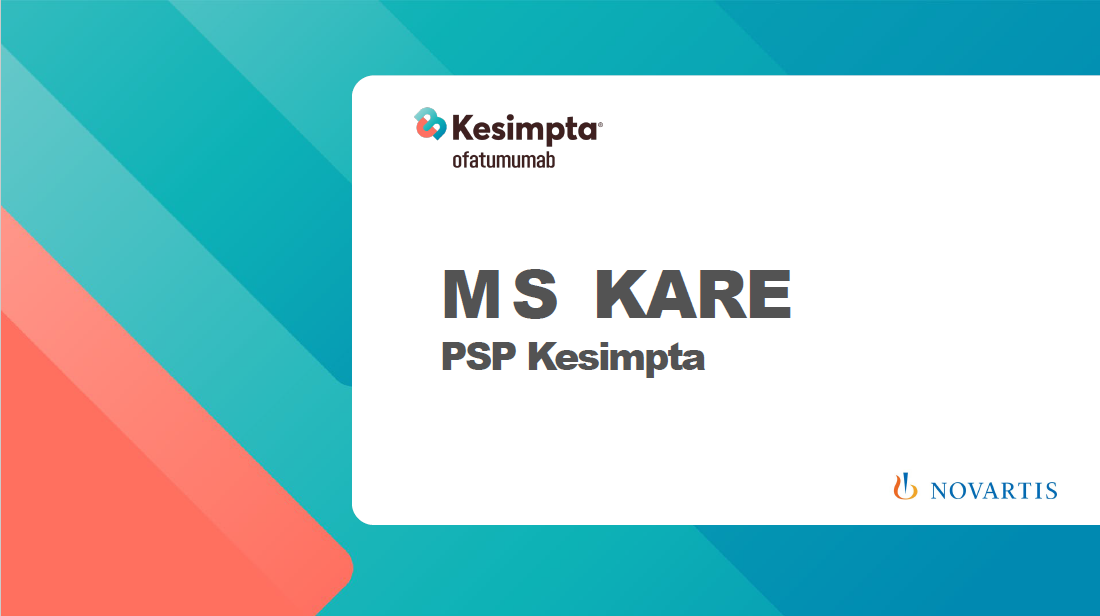 Kesimpta®
ofatumumab
MS KARE
PSP Kesimpta
NOVARTIS